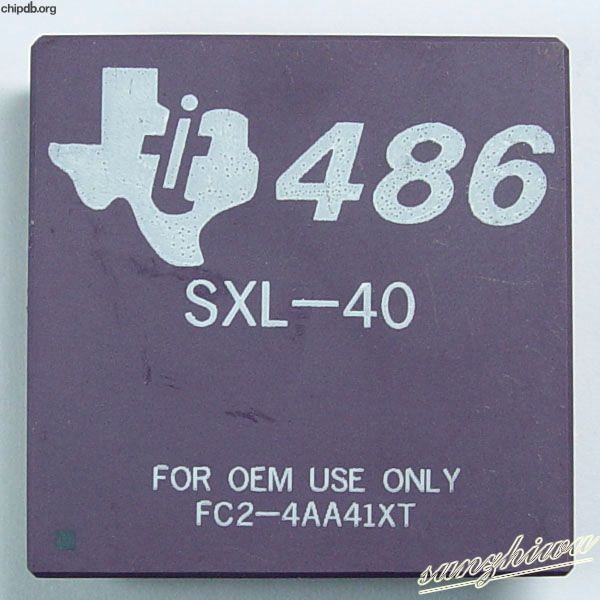 chipdb.org
ti 486
SXL-40
FOR OEM USE ONLY
FC2-4AA41XT
sunzhiwu